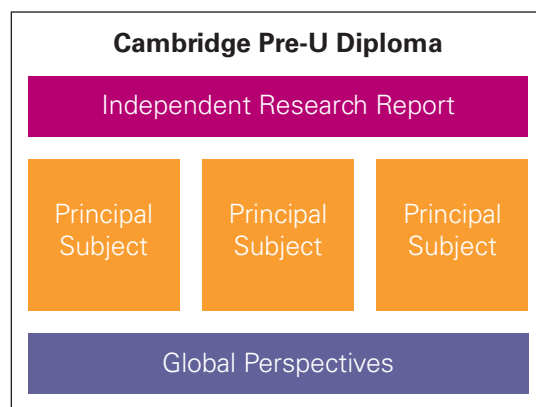 Cambridge Pre-U Diploma
Independent Research Report
Principal
Subject
Principal
Subject
Principal
Subject
Global Perspectives